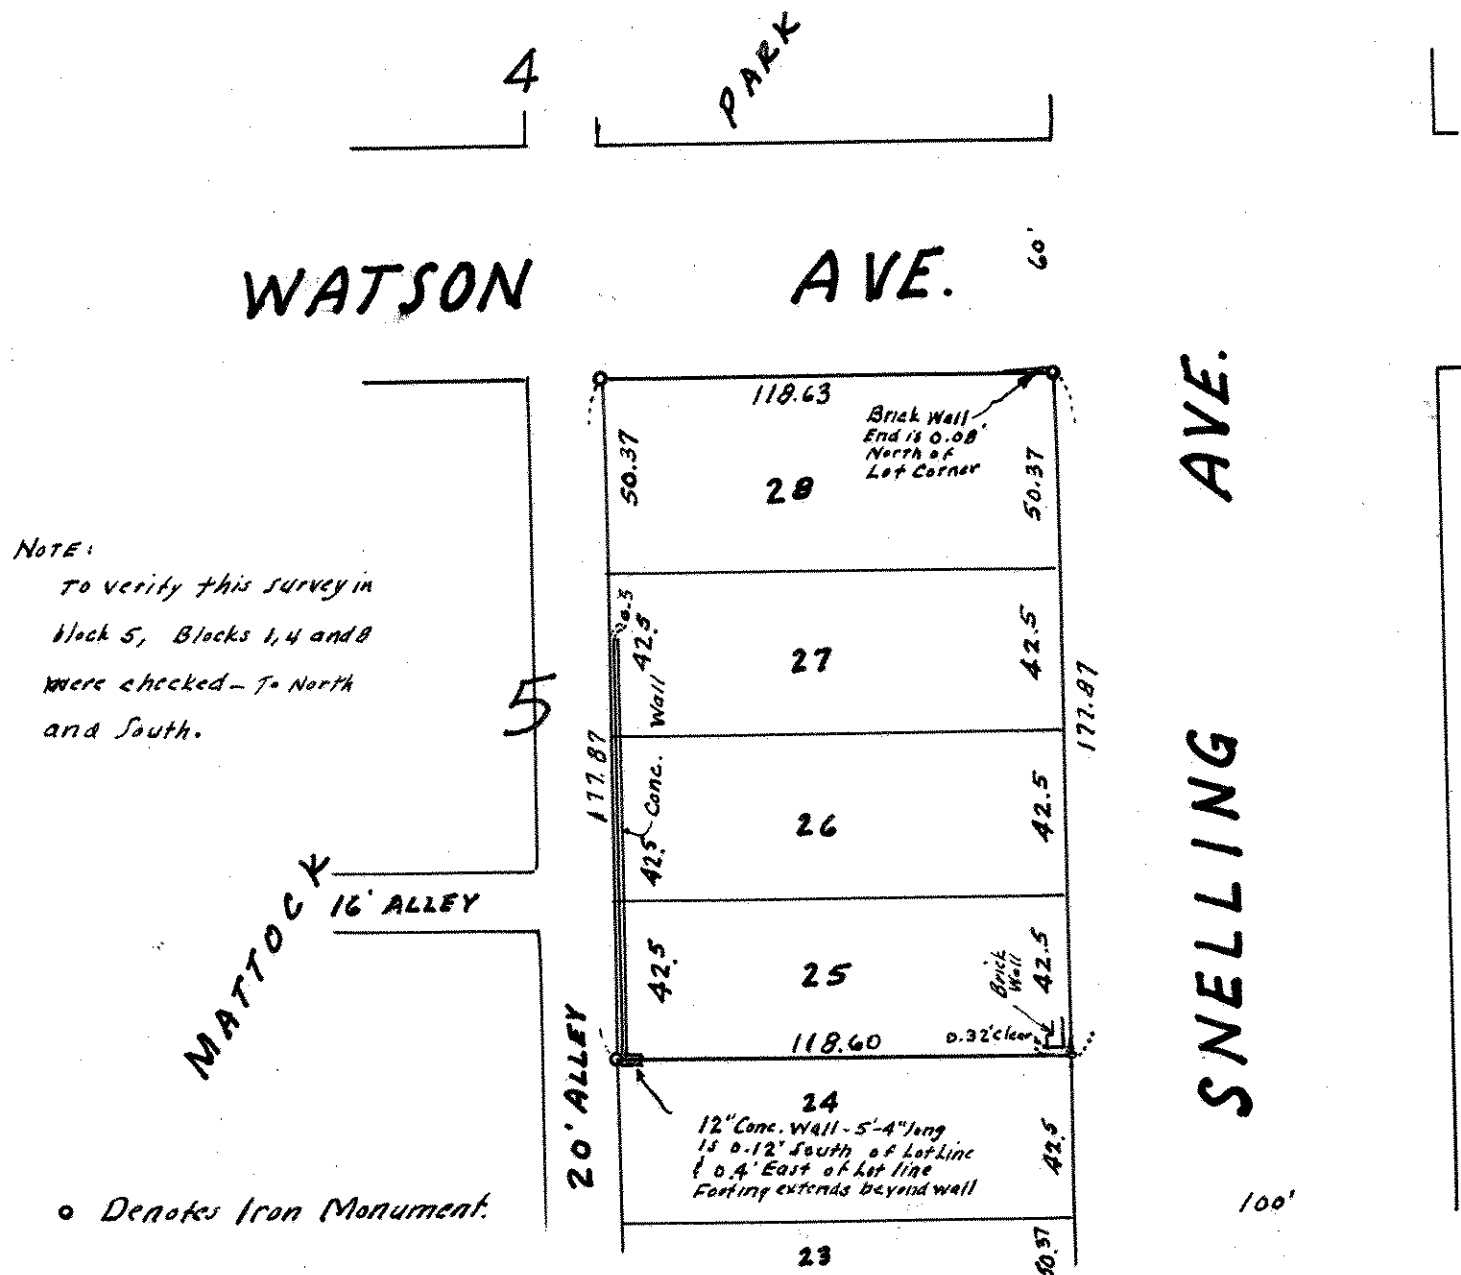 4
PARK
WATSON AVE.
60'
118.63
Brick Wall
End is 0.08'
North of
Lot Corner
50.37
28
50.37
AVE.
SNELLING
NOTE:
To verify this survey in
block 5, Blocks 1, 4 and 8
were checked - To North
and South.
0.5
42.5
27
42.5
5
Conc. Wall
177.87
177.87
42.5
26
42.5
MATTOCK
16' ALLEY
42.5
25
Brick
Wall
42.5
118.60
0.32' clear
20' ALLEY
24
12" Conc. Wall - 5'-4" long
is 0.12' South of Lot Line
& 0.4' East of Lot line
Footing extends beyond wall
42.5
o Denotes Iron Monument.
100'
23
50.37